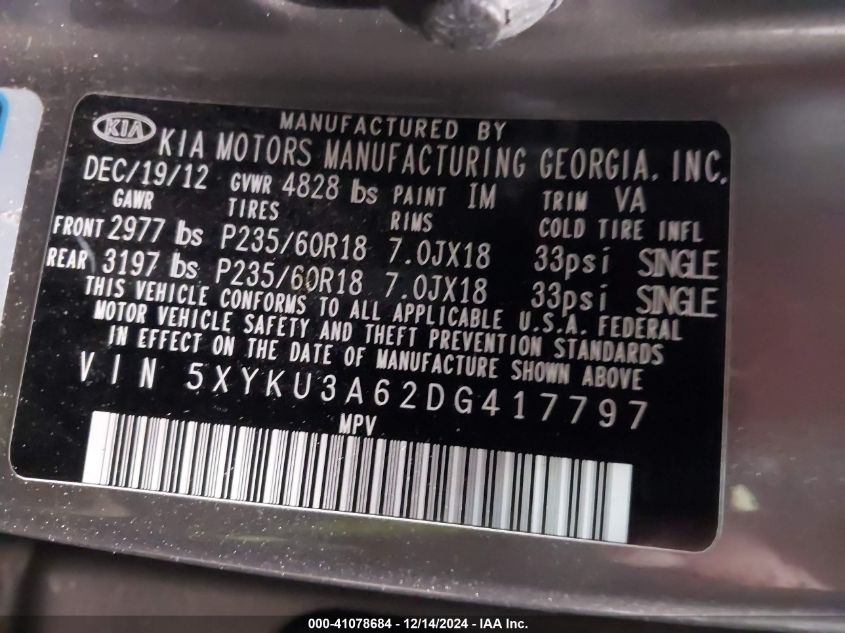 MANUFACTURED BY
KIA KIA MOTORS MANUFACTURING GEORGIA, INC.
DEC/19/12 GVWR 4828 lbs PAINT IM TRIM VA
GAWR TIRES RIMS COLD TIRE INFL
FRONT 2977 lbs P235/60R18 7.0JX18 33psi SINGLE
REAR 3197 lbs P235/60R18 7.0JX18 33psi SINGLE
THIS VEHICLE CONFORMS TO ALL APPLICABLE U.S.A. FEDERAL
MOTOR VEHICLE SAFETY AND THEFT PREVENTION STANDARDS
IN EFFECT ON THE DATE OF MANUFACTURE SHOWN ABOVE
VIN 5XYKU3A62DG417797
MPV
000-41078684 - 12/14/2024 - IAA Inc.